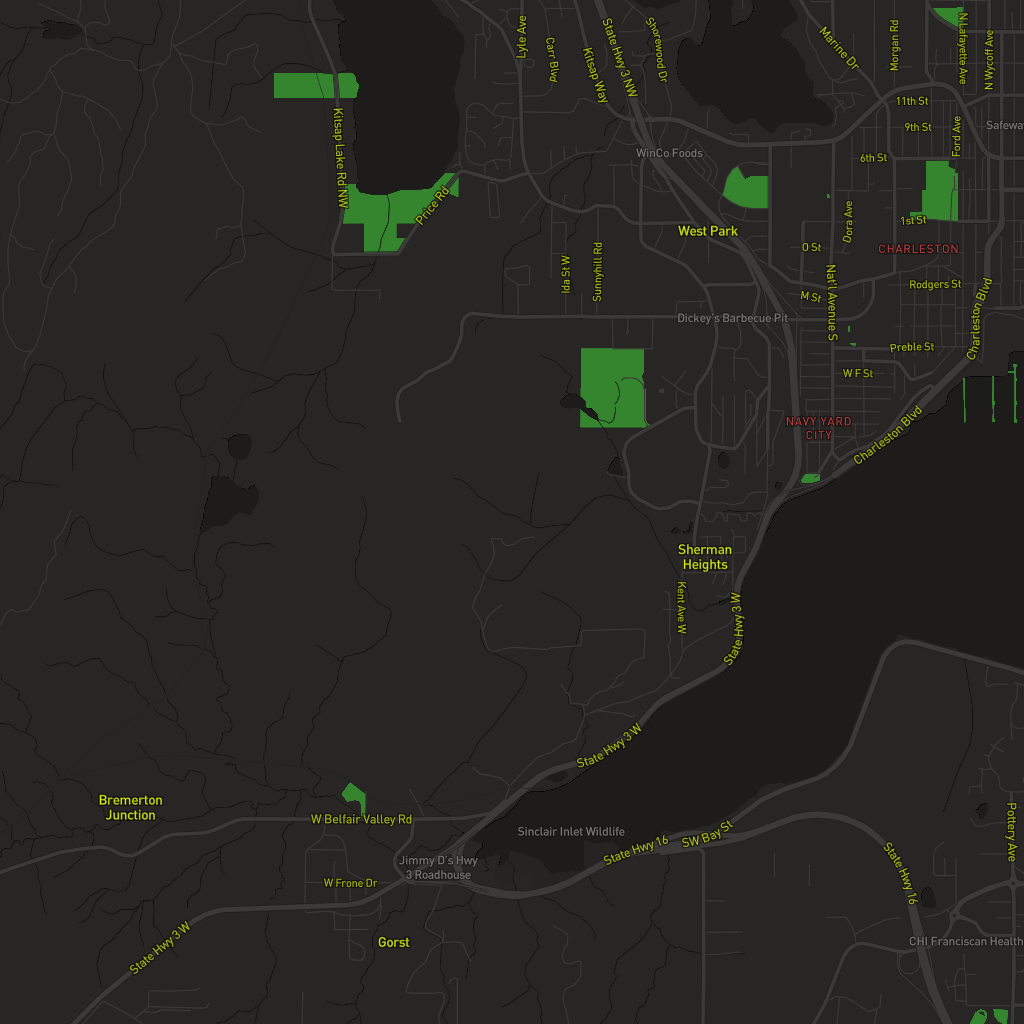 Lyle Ave
Carr Blvd
Kitsap Way
State Hwy 3 NW
Shorewood Dr
Marine Dr
Morgan Rd
N Lafayette Ave
N Wycoff Ave
11th St
9th St
Ford Ave
Safeway
Kitsap Lake Rd NW
WinCo Foods
6th St
Price Rd
West Park
Dora Ave
1st St
O St
CHARLESTON
Ida St W
Sunnyhill Rd
Nat'l Avenue S
M St
Rodgers St
Charleston Blvd
Dickey's Barbecue Pit
Preble St
W F St
NAVY YARD
CITY
Charleston Blvd
Sherman
Heights
Kent Ave W
State Hwy 3 W
State Hwy 3 W
Bremerton
Junction
W Belfair Valley Rd
Sinclair Inlet Wildlife
SW Bay St
State Hwy 16
Pottery Ave
Jimmy D's Hwy
3 Roadhouse
W Frone Dr
State Hwy 16
State Hwy 3 W
Gorst
CHI Franciscan Health